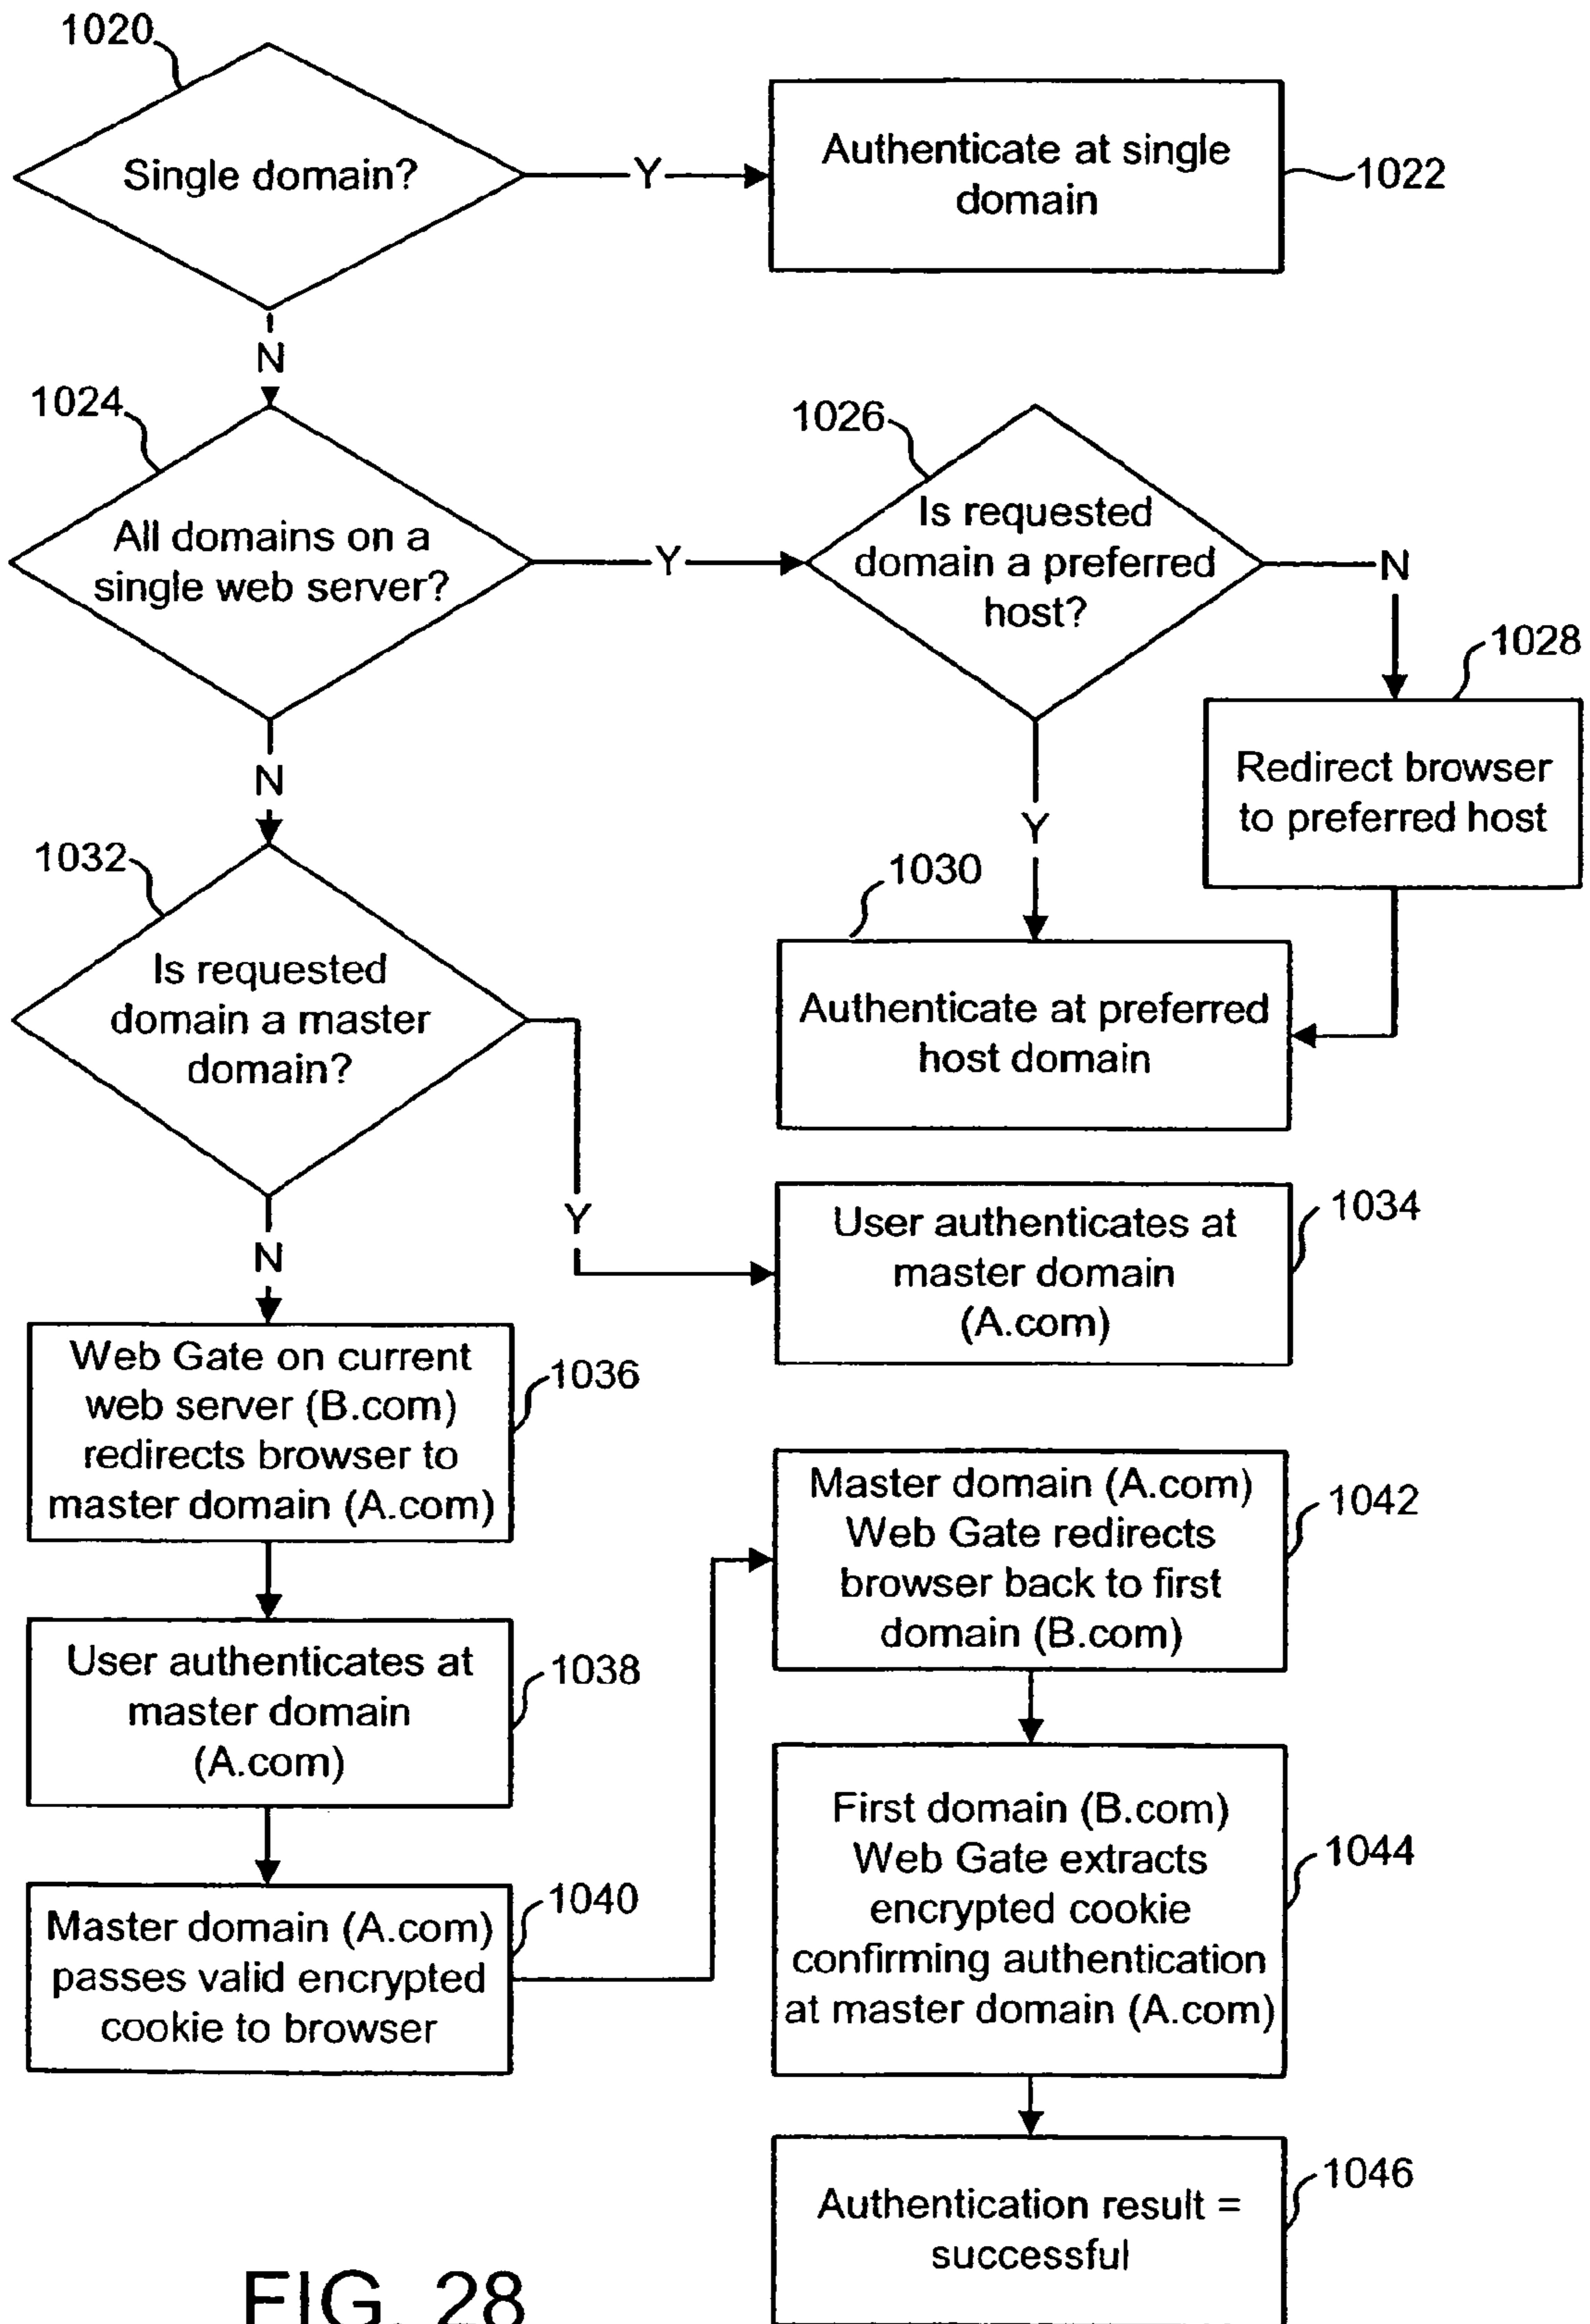 1020
Single domain?
Y
Authenticate at single
domain
1022
N
1024
All domains on a
single web server?
Y
1026
Is requested
domain a preferred
host?
N
1028
Redirect browser
to preferred host
Y
1030
Authenticate at preferred
host domain
N
1032
Is requested
domain a master
domain?
Y
1034
User authenticates at
master domain
(A.com)
N
Web Gate on current
web server (B.com)
redirects browser to
master domain (A.com)
1036
User authenticates at
master domain
(A.com)
1038
Master domain (A.com)
passes valid encrypted
cookie to browser
1040
Master domain (A.com)
Web Gate redirects
browser back to first
domain (B.com)
1042
First domain (B.com)
Web Gate extracts
encrypted cookie
confirming authentication
at master domain (A.com)
1044
Authentication result =
successful
1046
FIG. 28